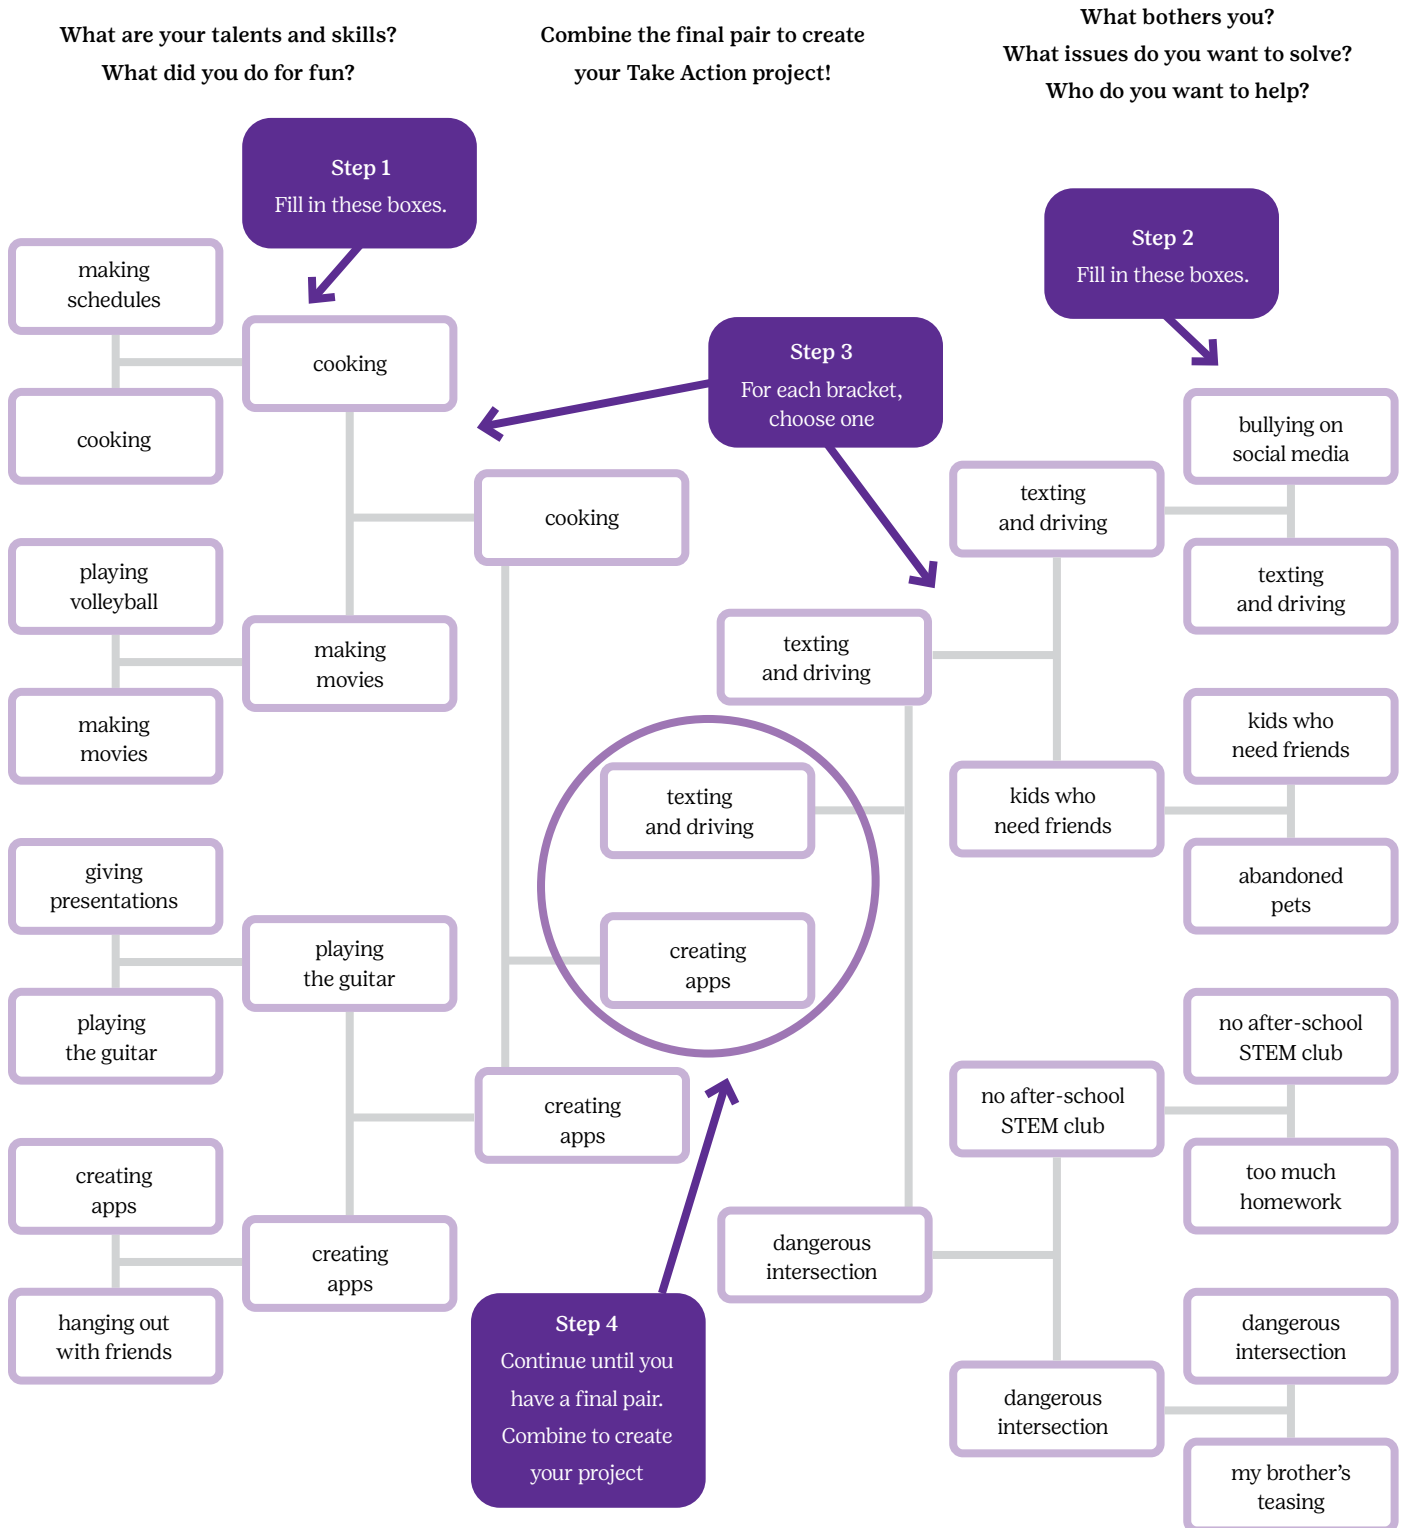 What are your talents and skills?
What did you do for fun?
Combine the final pair to create
your Take Action project!
What bothers you?
What issues do you want to solve?
Who do you want to help?
Step 1
Fill in these boxes.
making
schedules
cooking
cooking
playing
volleyball
making
movies
making
movies
giving
presentations
playing
the guitar
playing
the guitar
creating
apps
hanging out
with friends
creating
apps
cooking
creating
apps
Step 3
For each bracket,
choose one
texting
and driving
texting
and driving
creating
apps
dangerous
intersection
Step 4
Continue until you
have a final pair.
Combine to create
your project
Step 2
Fill in these boxes.
bullying on
social media
texting
and driving
texting
and driving
kids who
need friends
kids who
need friends
abandoned
pets
no after-school
STEM club
no after-school
STEM club
too much
homework
dangerous
intersection
dangerous
intersection
my brother’s
teasing